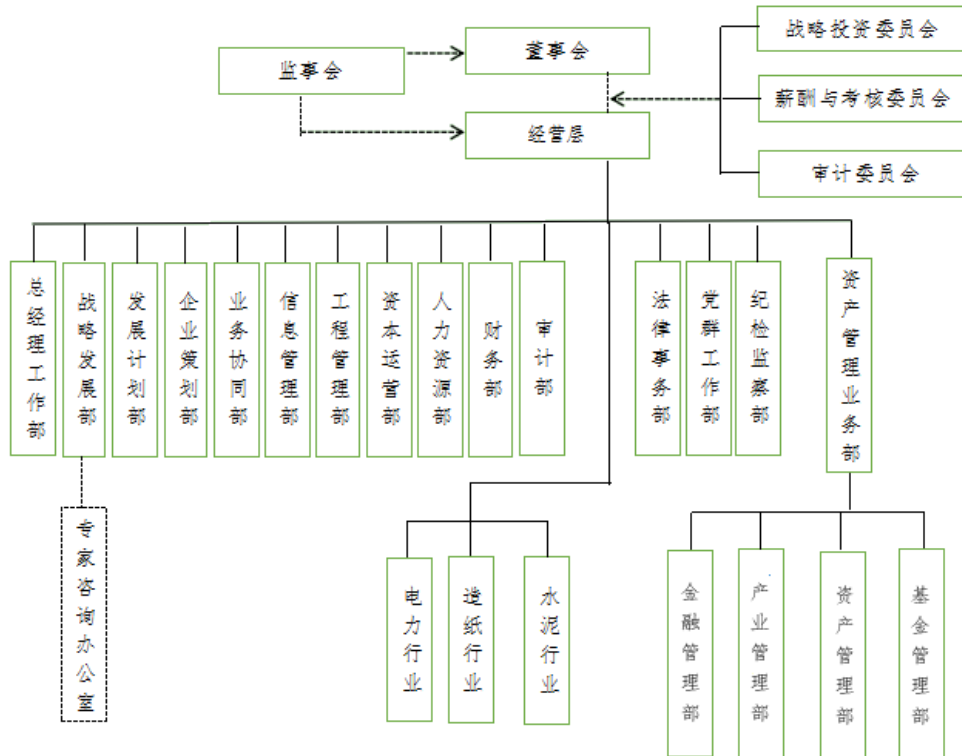 战略投资委员会
董事会
监事会
薪酬与考核委员会
经营层
审计委员会
总经理工作部
战略发展部
发展计划部
企业策划部
业务协同部
信息管理部
工程管理部
资本运营部
人力资源部
财务部
审计部
法律事务部
党群工作部
纪检监察部
资产管理业务部
专家咨询办公室
电力行业
造纸行业
水泥行业
金融管理部
产业管理部
资产管理部
基金管理部